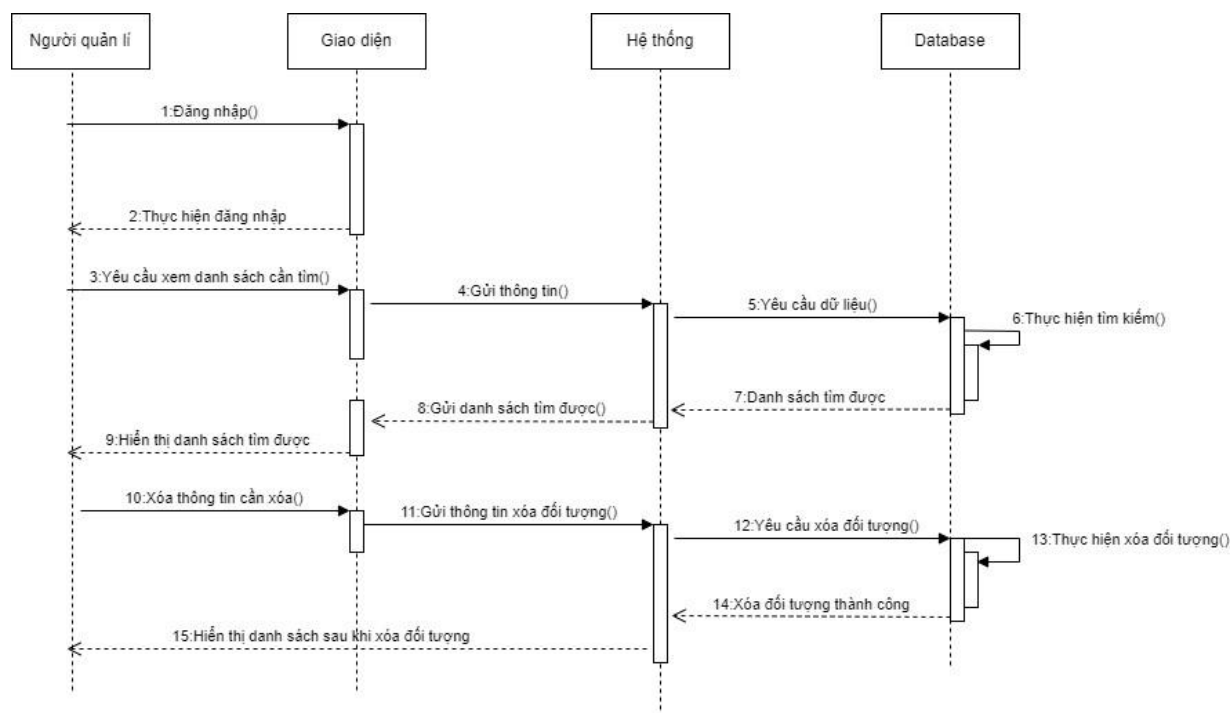 Người quản lí
Giao diện
Hệ thống
Database
1:Đăng nhập()
2:Thực hiện đăng nhập
3:Yêu cầu xem danh sách cần tìm()
4:Gửi thông tin()
5:Yêu cầu dữ liệu()
6:Thực hiện tìm kiếm()
7:Danh sách tìm được
8:Gửi danh sách tìm được()
9:Hiển thị danh sách tìm được
10:Xóa thông tin cần xóa()
11:Gửi thông tin xóa đối tượng()
12:Yêu cầu xóa đối tượng()
13:Thực hiện xóa đối tượng()
14:Xóa đối tượng thành công
15:Hiển thị danh sách sau khi xóa đối tượng